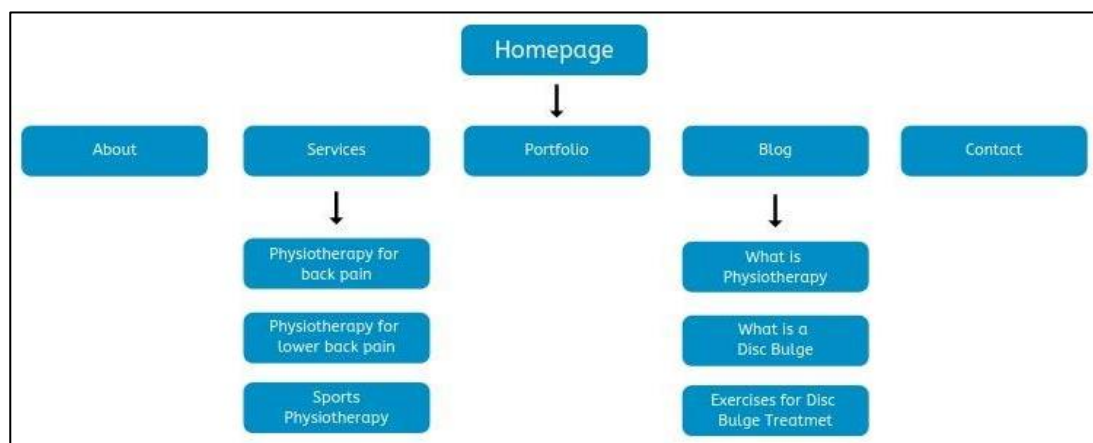 Homepage
About
Services
Portfolio
Blog
Contact
Physiotherapy for
back pain
Physiotherapy for
lower back pain
Sports
Physiotherapy
What is
Physiotherapy
What is a
Disc Bulge
Exercises for Disc
Bulge Treatmet